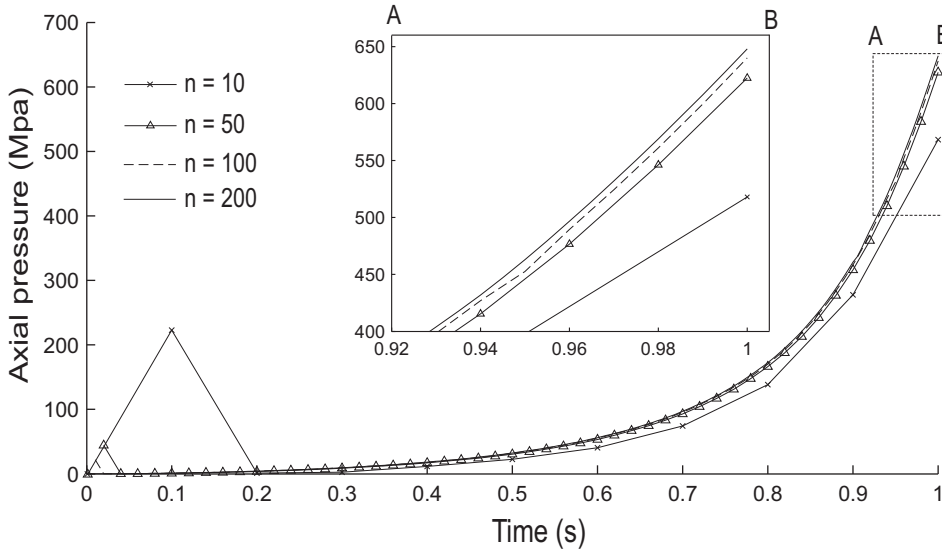 A B
A B
Axial pressure (Mpa)
700
600
500
400
300
200
100
0
n = 10
n = 50
n = 100
n = 200
650
600
550
500
450
400
0.92 0.94 0.96 0.98 1
0 0.1 0.2 0.3 0.4 0.5 0.6 0.7 0.8 0.9 1
Time (s)